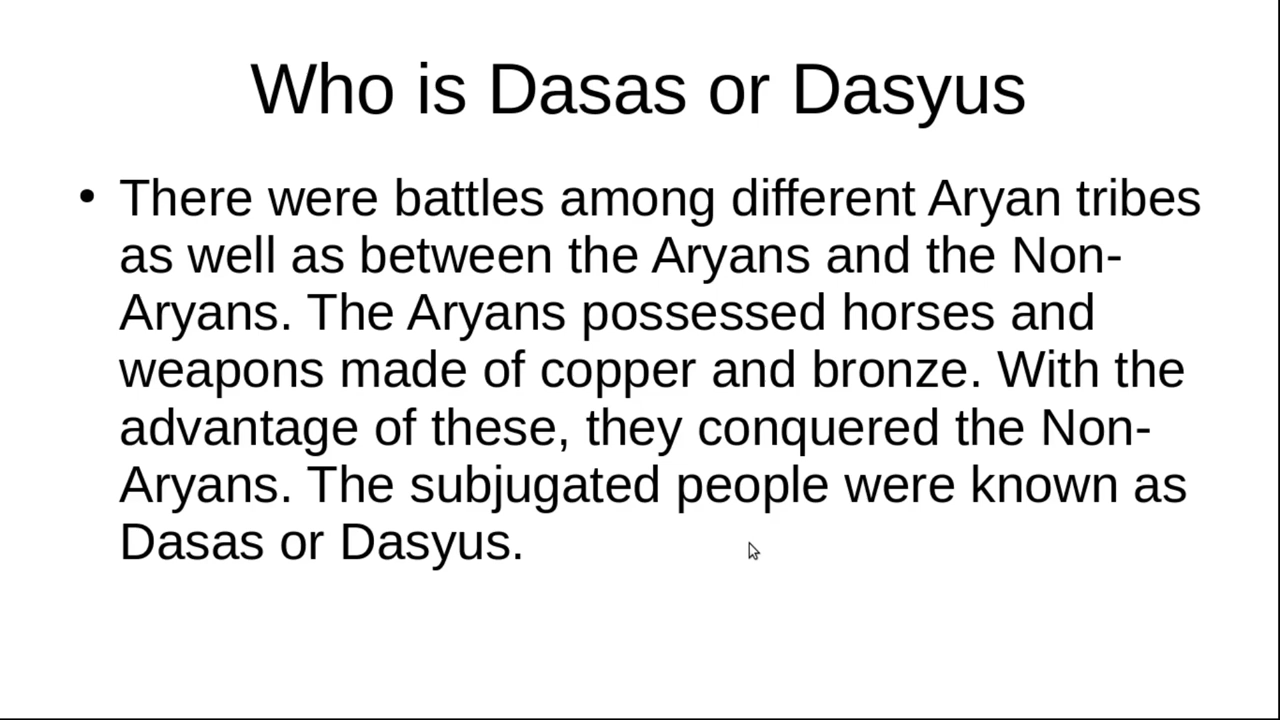 Who is Dasas or Dasyus
• There were battles among different Aryan tribes
as well as between the Aryans and the Non-
Aryans. The Aryans possessed horses and
weapons made of copper and bronze. With the
advantage of these, they conquered the Non-
Aryans. The subjugated people were known as
Dasas or Dasyus.